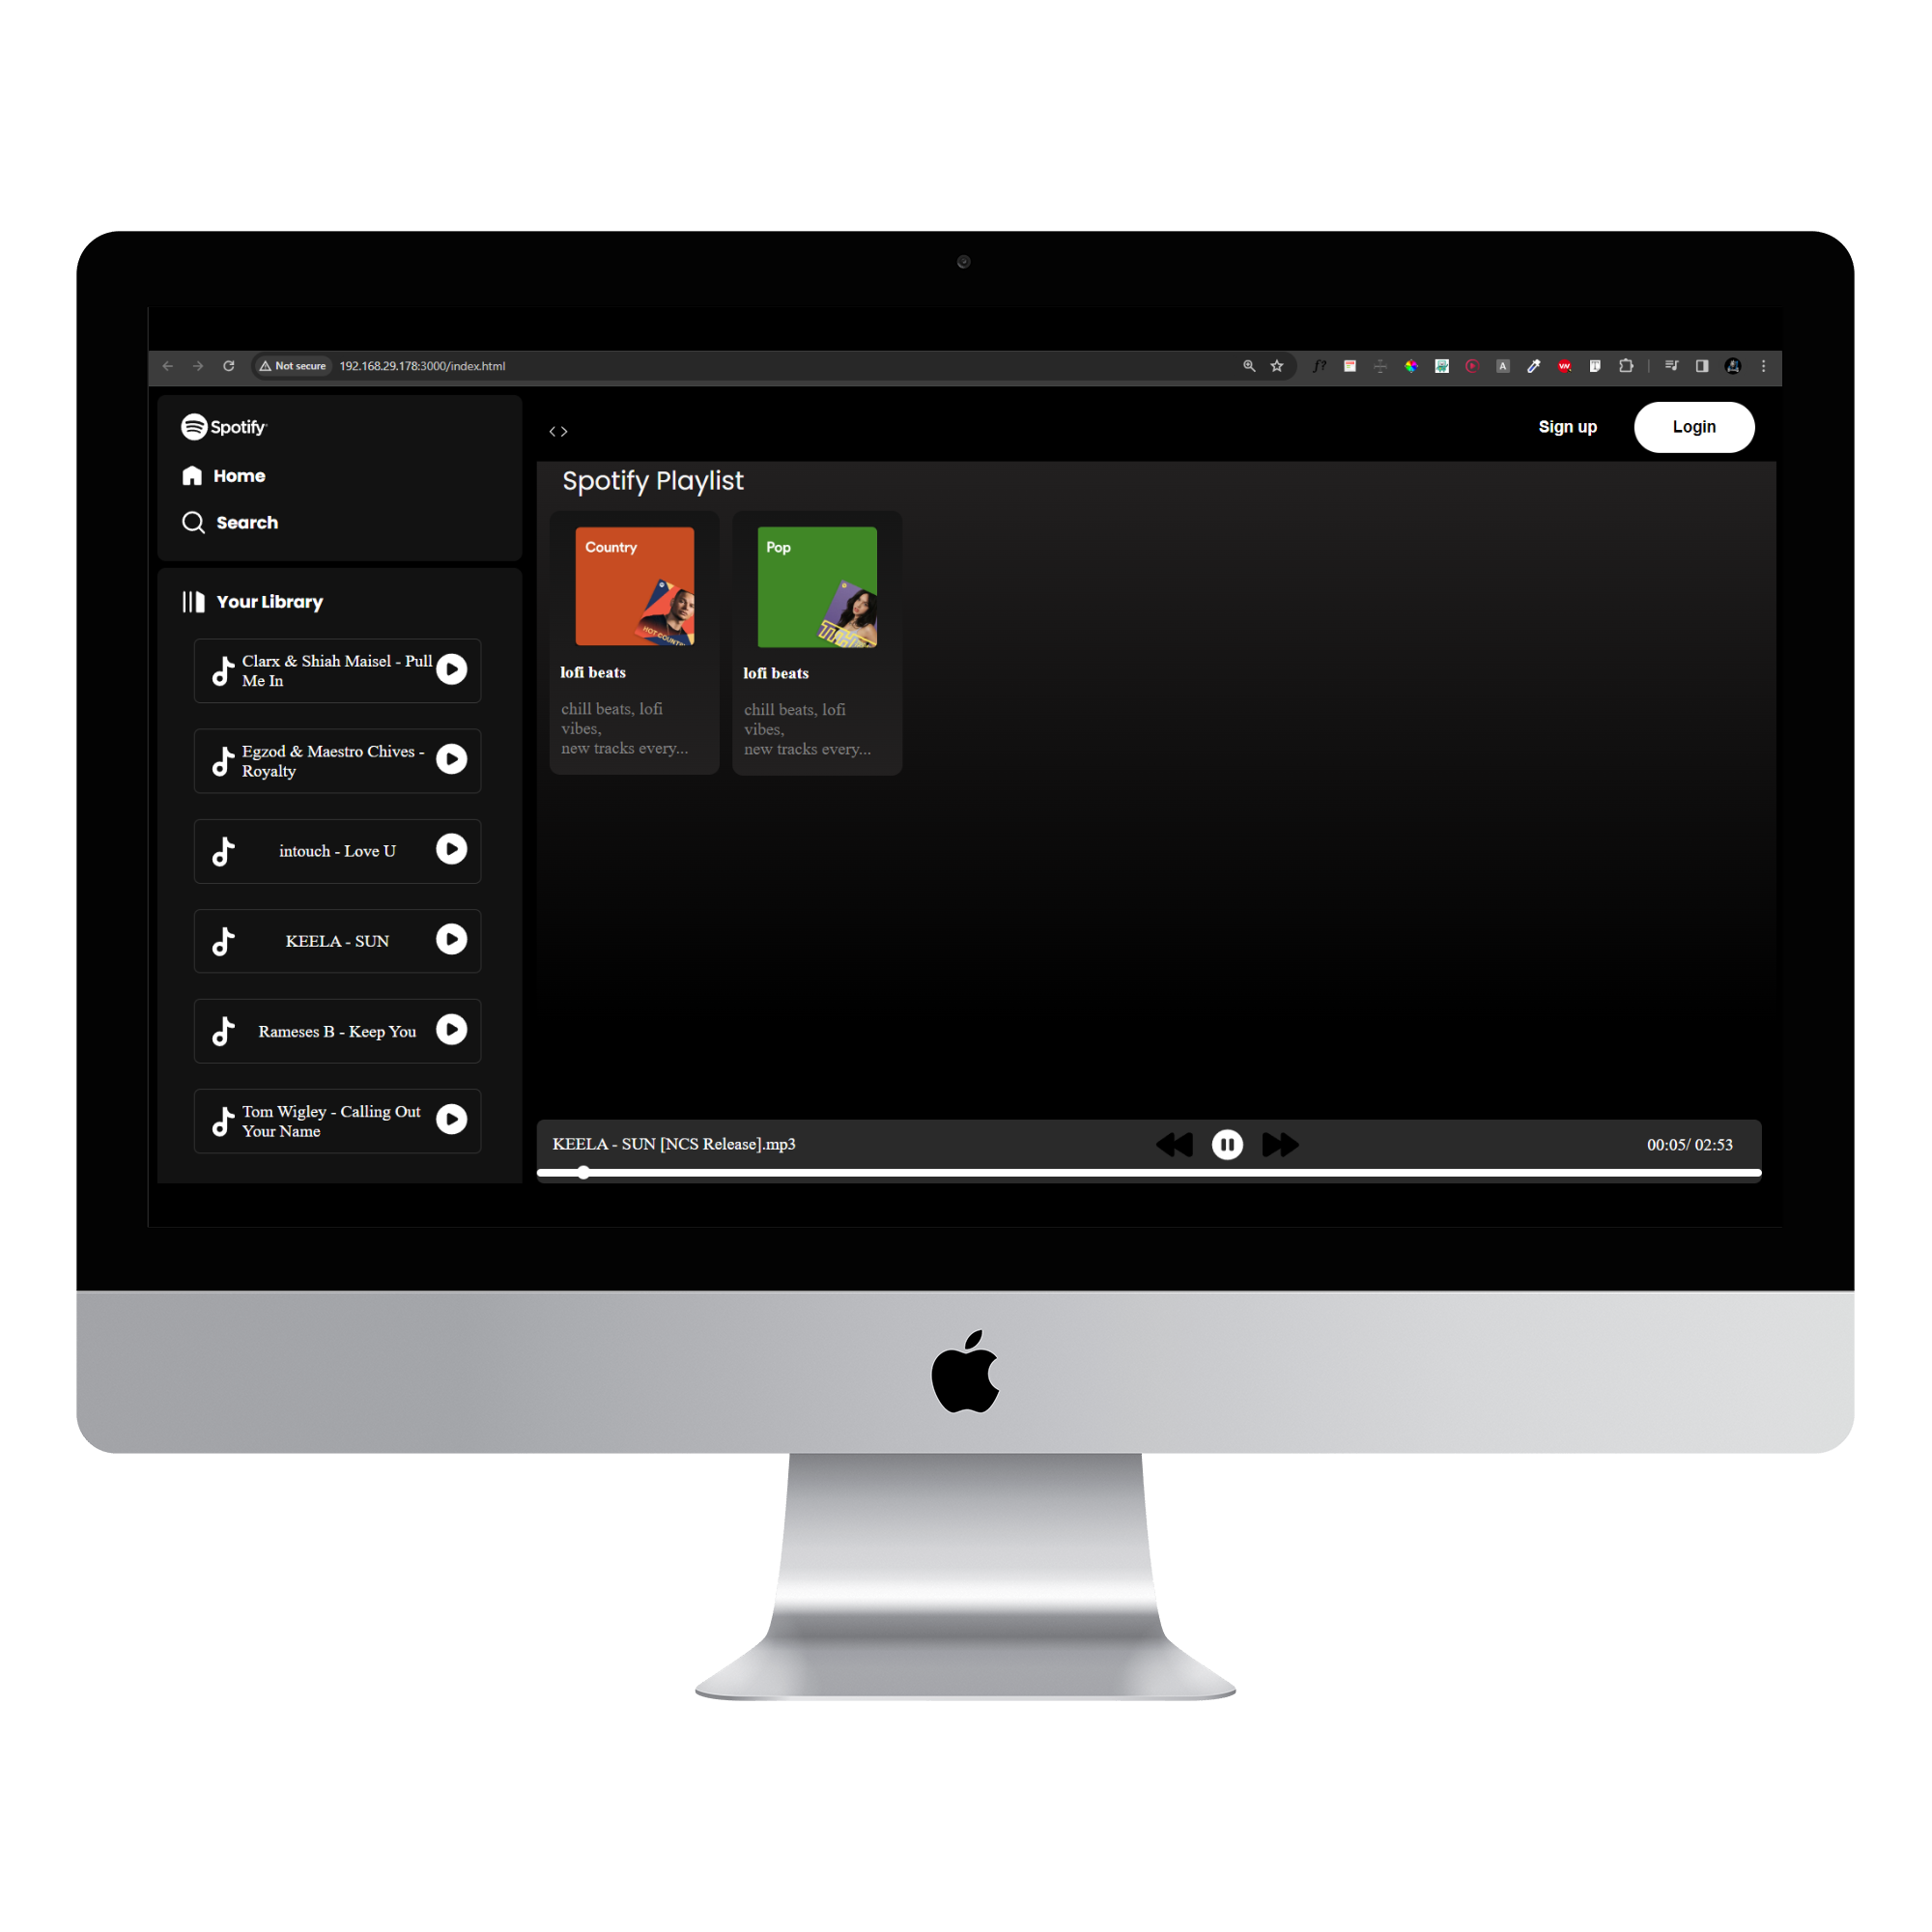 Not secure 192.168.29.178:3000/index.html
Spotify
Home
Search
Your Library
Clarx & Shiah Maisel - Pull
Me In
Egzod & Maestro Chives -
Royalty
intouch - Love U
KEELA - SUN
Rameses B - Keep You
Tom Wigley - Calling Out
Your Name
< >
Sign up
Login
Spotify Playlist
Country
HOT COUNTRY
lofi beats
chill beats, lofi
vibes,
new tracks every...
Pop
lofi beats
chill beats, lofi
vibes,
new tracks every...
KEELA - SUN [NCS Release].mp3
00:05/ 02:53